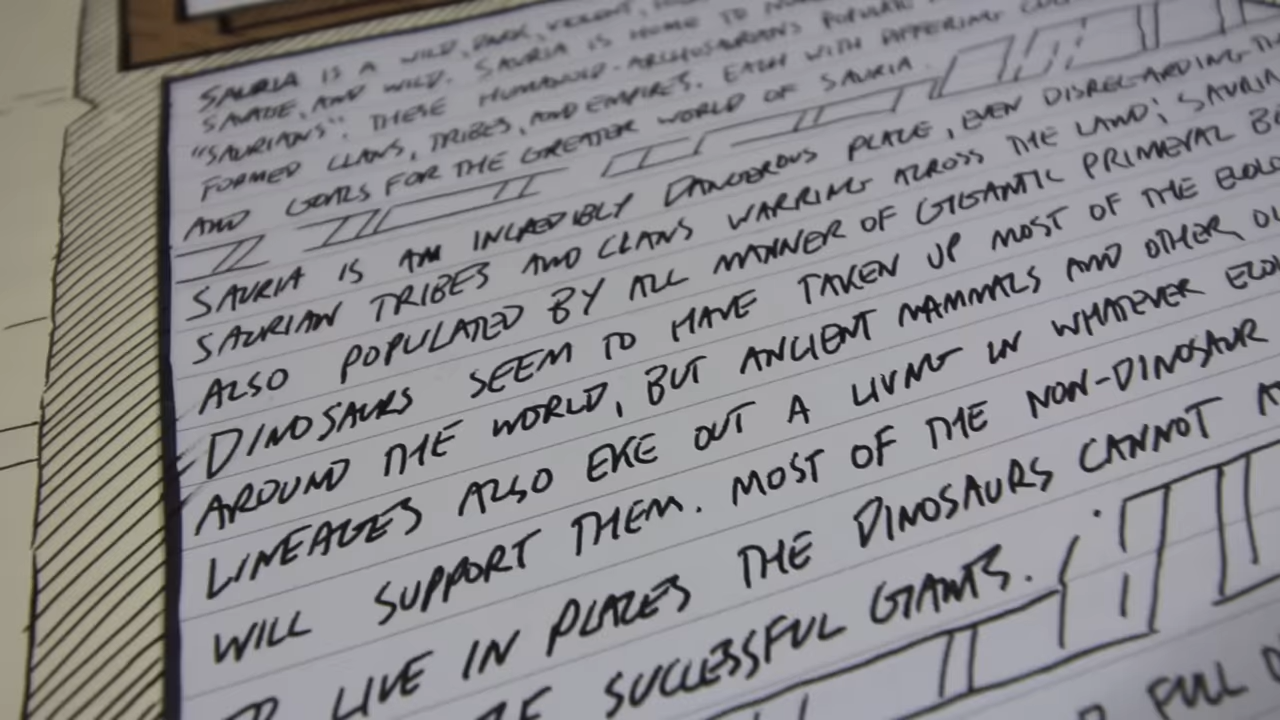 SAURIA IS A WILD, DARK, VIOLENT,
SAVAGE, AND WILD. SAURIA IS HOME TO
"SAURIANS". THESE HUMANOID-ARCHOSAURIANS POPULATE
FORMED CLANS, TRIBES, AND EMPIRES. EACH WITH DIFFERING
AND GOALS FOR THE GREATER WORLD OF SAURIA.
SAURIA IS AN INCREDIBLY DANGEROUS PLACE, EVEN DISREGARDING THE
SAURIAN TRIBES AND CLANS WARRING ACROSS THE LAND; SAURIA
ALSO POPULATED BY ALL MANNER OF GIGANTIC PRIMEVAL
DINOSAURS SEEM TO HAVE TAKEN UP MOST OF THE
AROUND THE WORLD, BUT ANCIENT MAMMALS AND OTHER
LINEAGES ALSO EKE OUT A LIVING IN WHATEVER
WILL SUPPORT THEM. MOST OF THE NON-DINOSAUR
LIVE IN PLACES THE DINOSAURS CANNOT
SUCCESSFUL GIANTS.
FULL